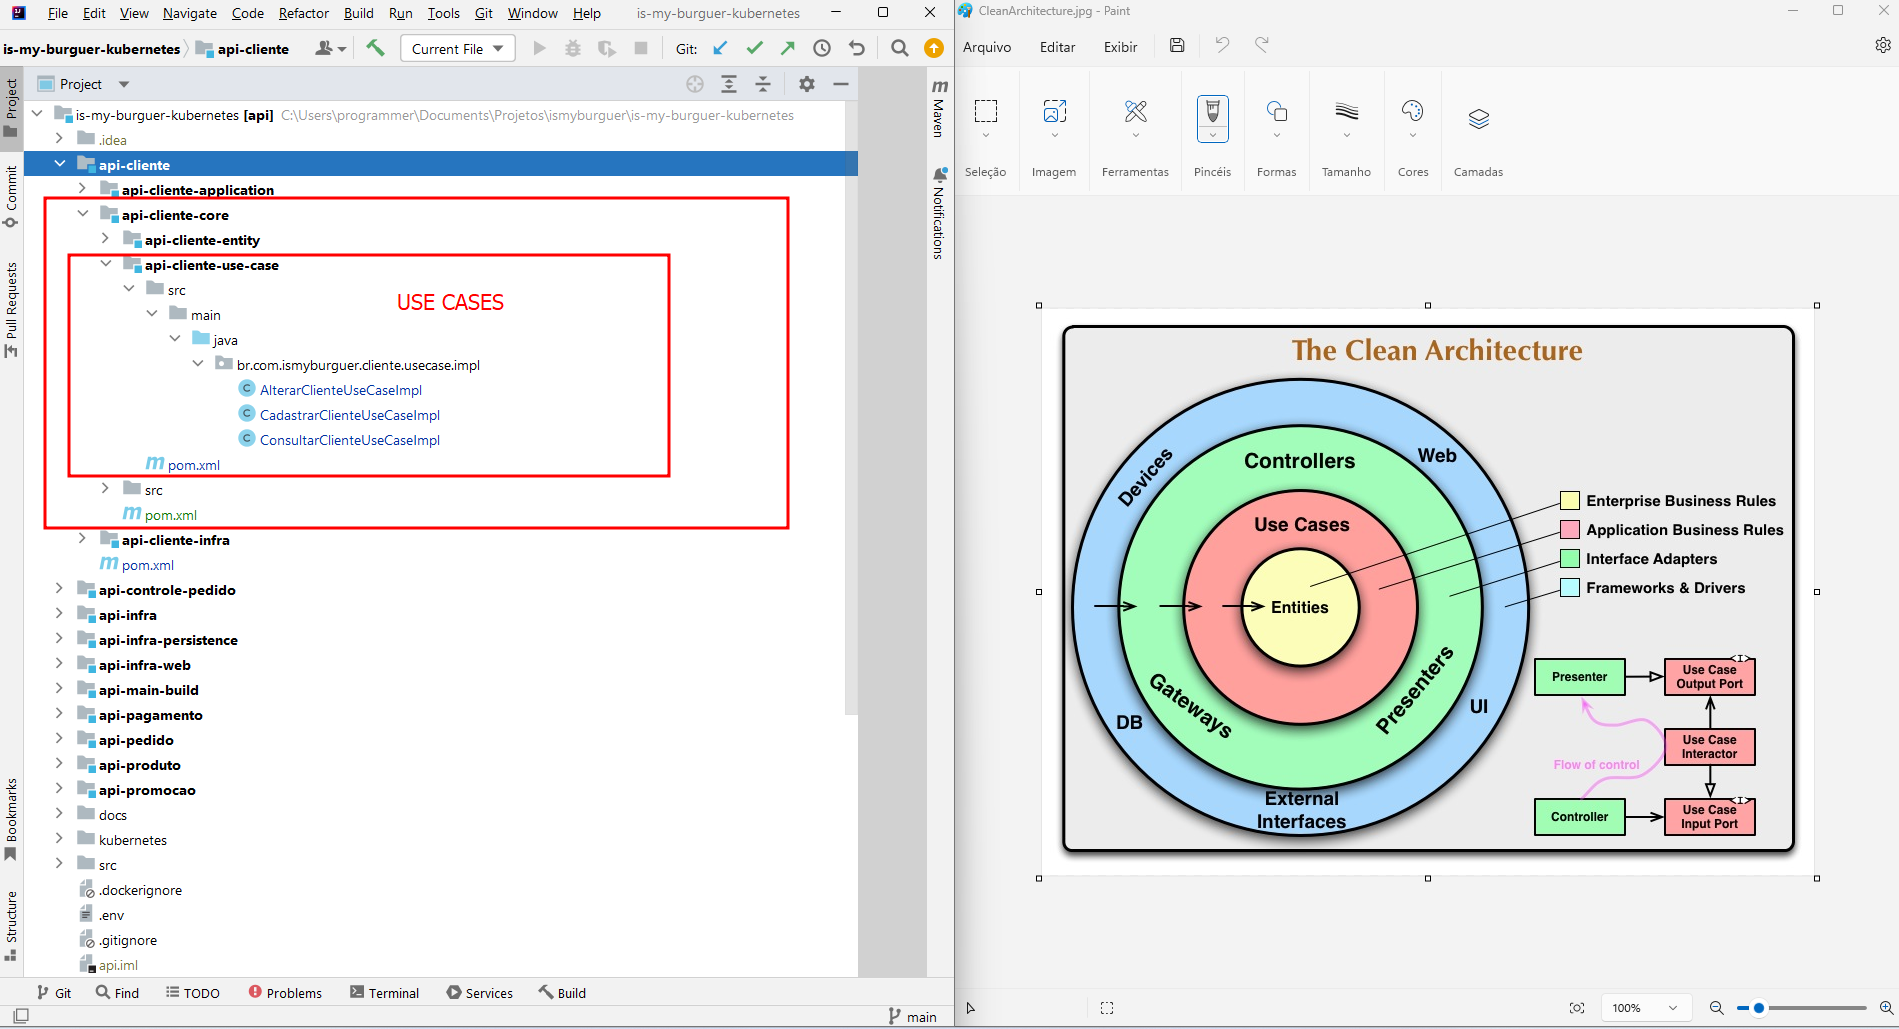 File Edit View Navigate Code Refactor Build Run Tools Git Window Help is-my-burguer-kubernetes
is-my-burguer-kubernetes api-cliente Current File Git:
Project
Project
Commit
Pull Requests
Bookmarks
Structure
is-my-burguer-kubernetes [api] C:\Users\programmer\Documents\Projetos\ismyburguer\is-my-burguer-kubernetes
.idea
api-cliente
api-cliente-application
api-cliente-core
api-cliente-entity
api-cliente-use-case
src
USE CASES
main
java
br.com.ismyburguer.cliente.usecase.impl
C AlterarClienteUseCaseImpl
C CadastrarClienteUseCaseImpl
C ConsultarClienteUseCaseImpl
m pom.xml
src
m pom.xml
api-cliente-infra
m pom.xml
api-controle-pedido
api-infra
api-infra-persistence
api-infra-web
api-main-build
api-pagamento
api-pedido
api-produto
api-promocao
docs
kubernetes
src
.dockerignore
.env
.gitignore
api.iml
m Maven
Notifications
Git Find TODO Problems Terminal Services Build
main
CleanArchitecture.jpg - Paint
Arquivo Editar Exibir
Seleção Imagem Ferramentas Pincéis Formas Tamanho Cores Camadas
The Clean Architecture
Devices
Controllers
Web
Use Cases
Entities
Gateways
Presenters
DB
UI
External
Interfaces
Enterprise Business Rules
Application Business Rules
Interface Adapters
Frameworks & Drivers
Presenter
<I>
Use Case
Output Port
Use Case
Interactor
Flow of control
Controller
<I>
Use Case
Input Port
100%